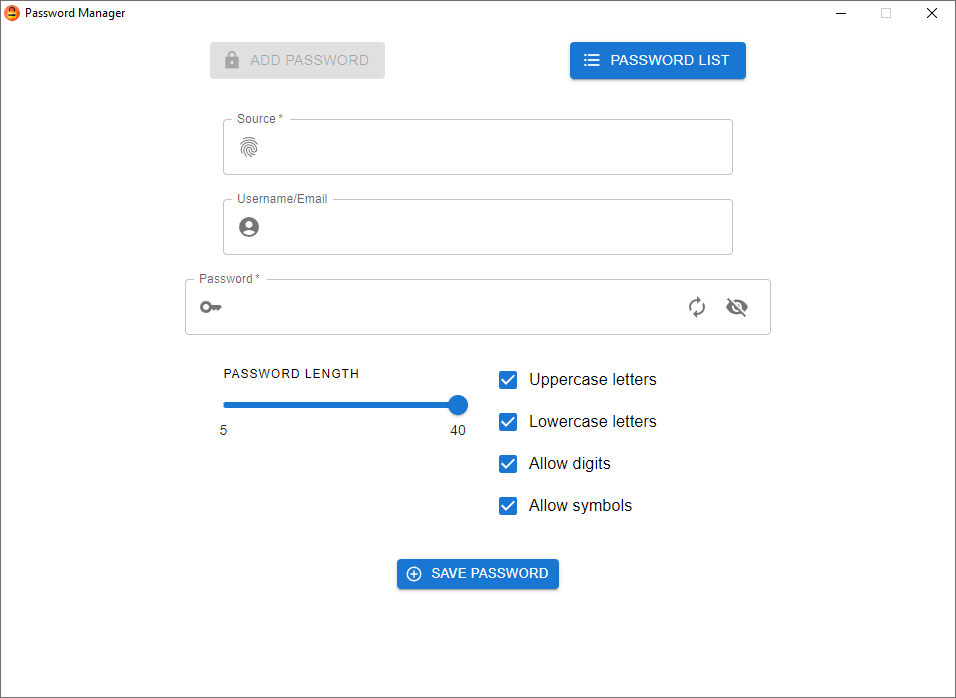 Password Manager
ADD PASSWORD
PASSWORD LIST
Source *
Username/Email
Password *
PASSWORD LENGTH
5
40
Uppercase letters
Lowercase letters
Allow digits
Allow symbols
SAVE PASSWORD